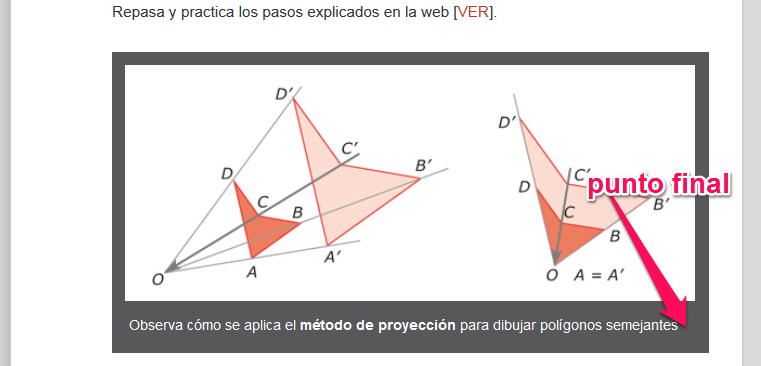 Repasa y practica los pasos explicados en la web [VER].
D′
D′
C′
B′
C′
punto final
D
D
B′
C
B
C
B
A′
O
A
O A = A′
Observa cómo se aplica el método de proyección para dibujar polígonos semejantes